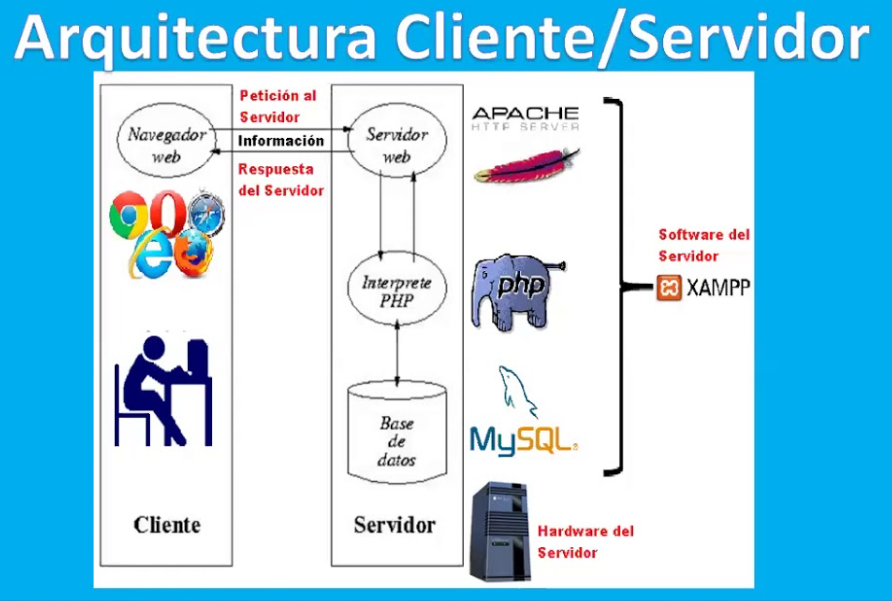 Arquitectura Cliente/Servidor
Petición al
Servidor
Información
Respuesta
del Servidor
Navegador
web
Servidor
web
Interprete
PHP
Base
de
datos
Cliente
Servidor
APACHE
HTTP SERVER
php
MySQL®
Software del
Servidor
XAMPP
Hardware del
Servidor